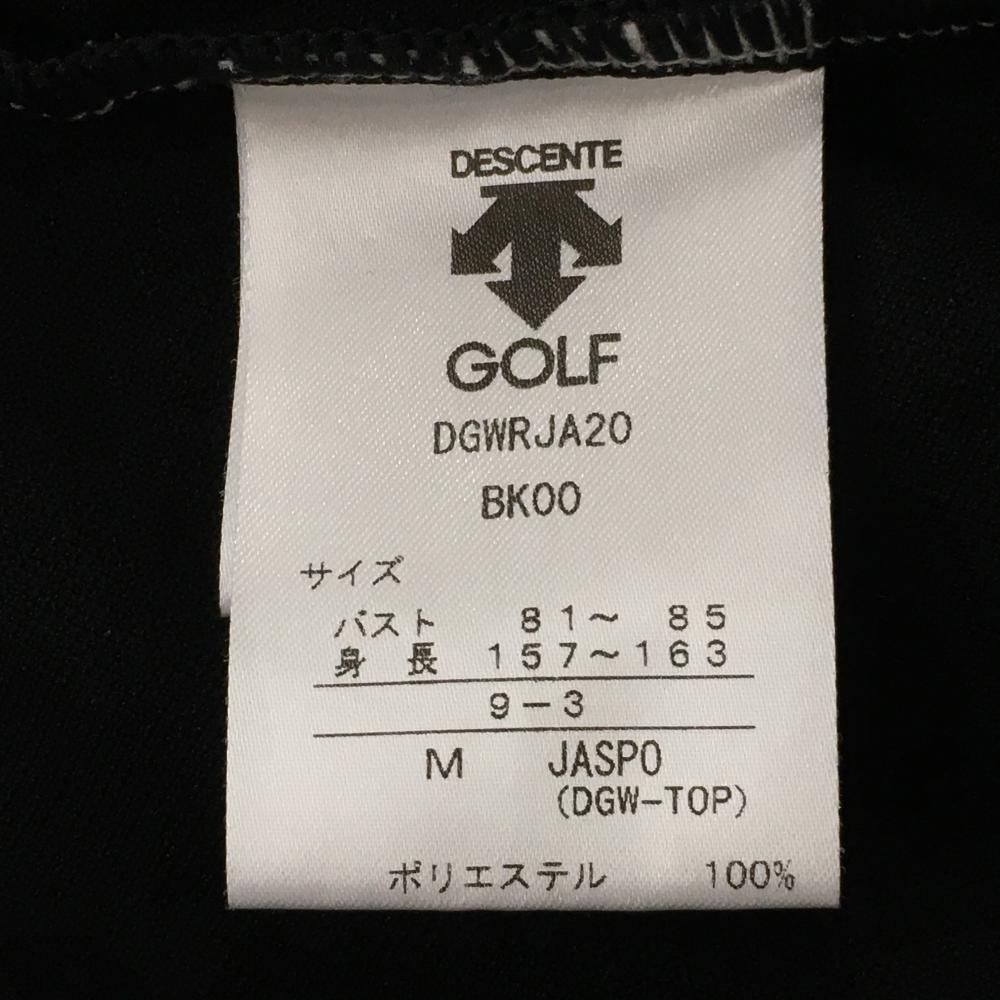 DESCENTE
GOLF
DGWRJA20
BK00
サイズ
バスト 81～ 85
身 長 157～163
9－3
M JASPO
(DGW-TOP)
ポリエステル 100%